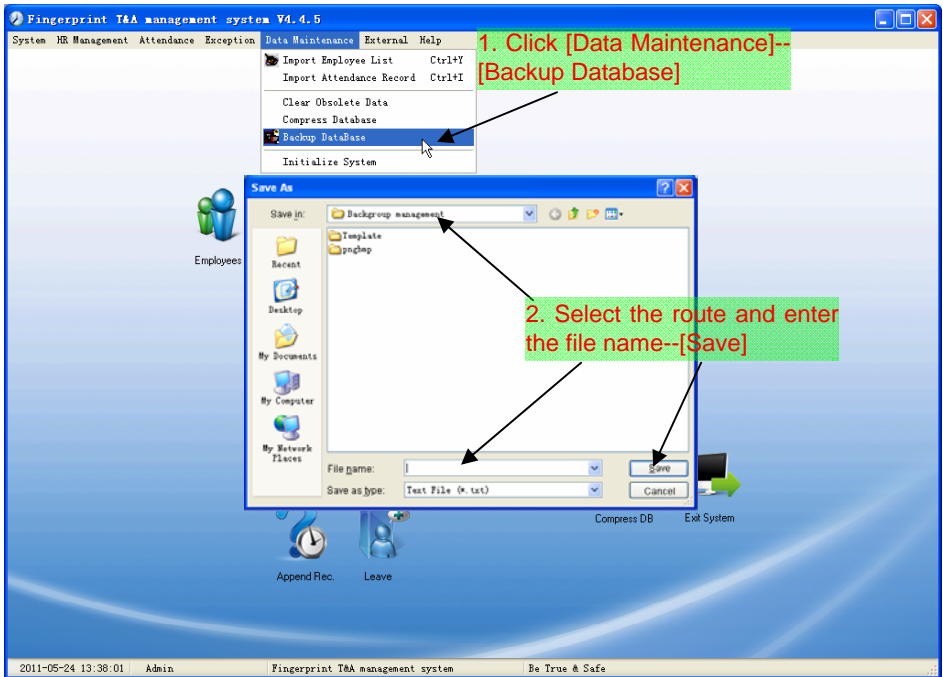 Fingerprint T&A management system V4.4.5
System HR Management Attendance Exception Data Maintenance External Help
1. Click [Data Maintenance]--
[Backup Database]
Import Employee List Ctrl+Y
Import Attendance Record Ctrl+I
Clear Obsolete Data
Compress Database
Backup DataBase
Initialize System
Save As
Save in: Backgroup management
Template
pngbmp
Employees
Recent
Desktop
My Documents
My Computer
My Network
Places
2. Select the route and enter
the file name--[Save]
File name: Save
Save as type: Text File (*.txt) Cancel
Compress DB Exit System
Append Rec. Leave
2011-05-24 13:38:01 Admin Fingerprint T&A management system Be True & Safe